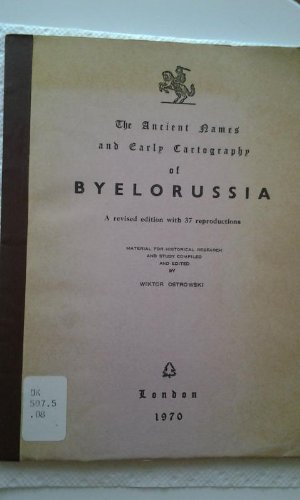 The Ancient Names
and Early Cartography
of
BYELORUSSIA
A revised edition with 37 reproductions
MATERIAL FOR HISTORICAL RESEARCH
AND STUDY COMPILED
AND EDITED
BY
WIKTOR OSTROWSKI
London
1970
DK
507.5
.O8